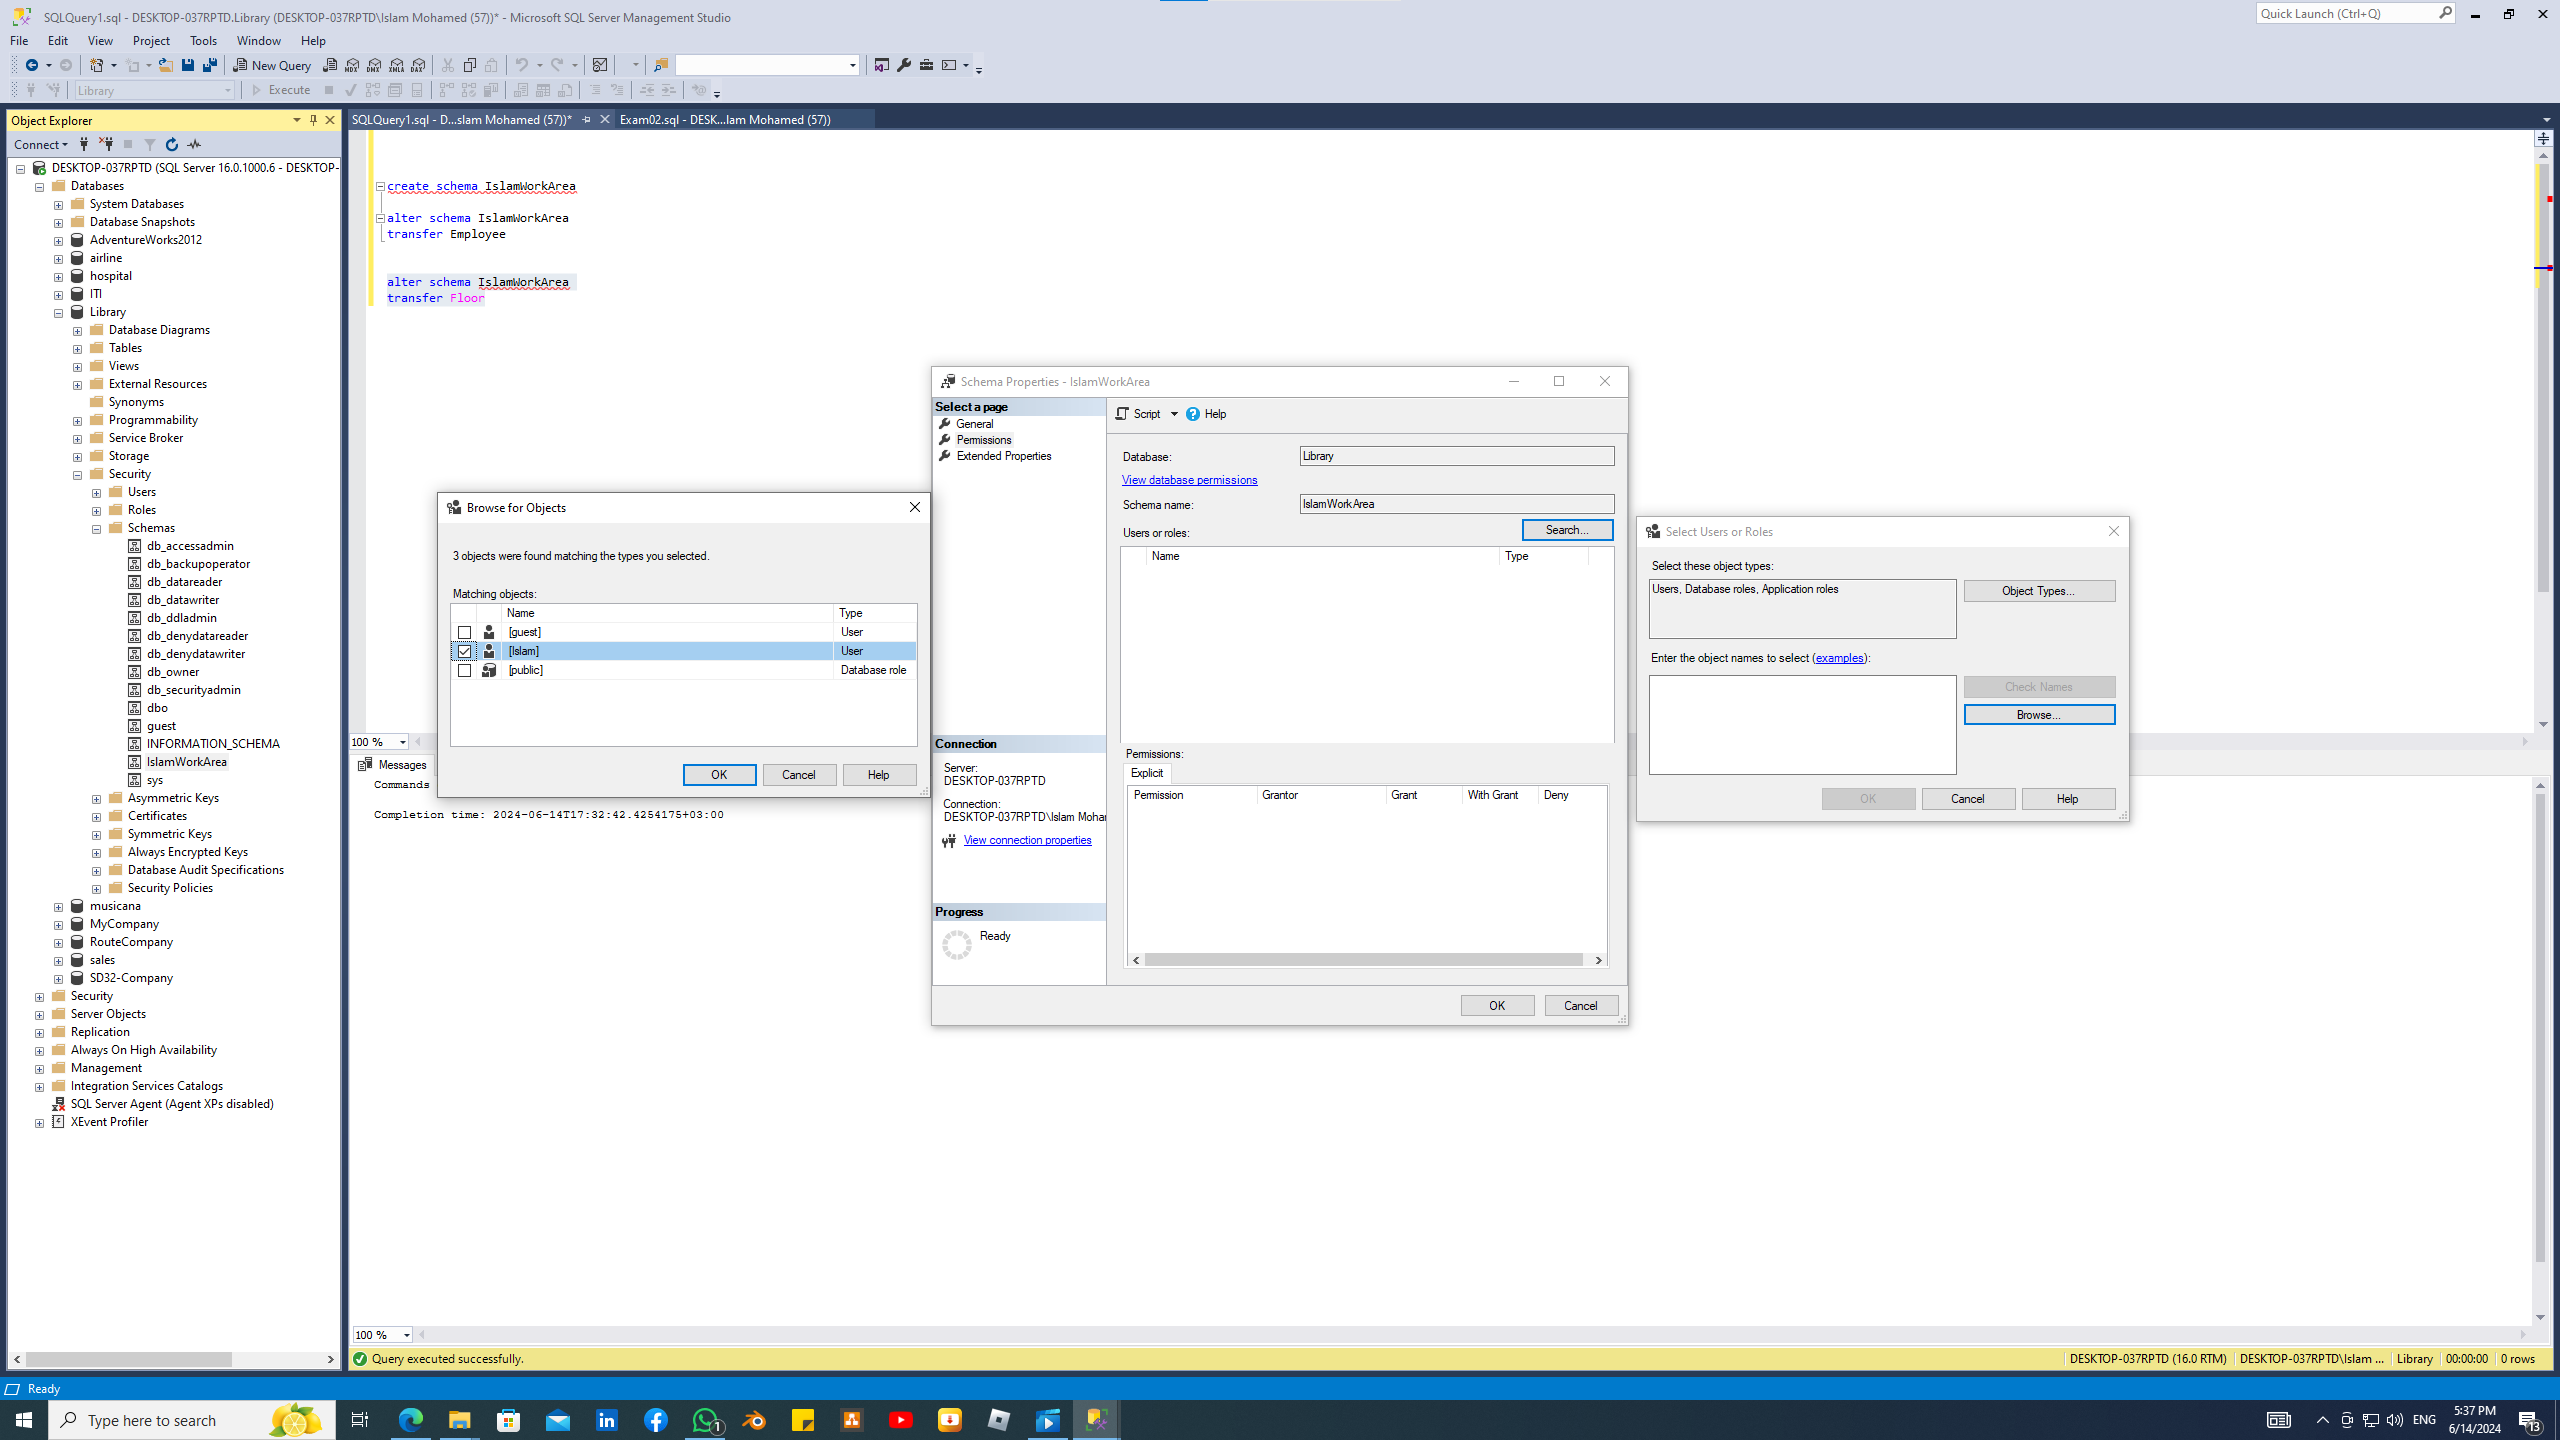 SQLQuery1.sql - DESKTOP-037RPTD.Library (DESKTOP-037RPTD\Islam Mohamed (57))* - Microsoft SQL Server Management Studio
Quick Launch (Ctrl+Q)
File Edit View Project Tools Window Help
New Query
MDX DMX XMLA DAX
Library
Execute
Object Explorer
Connect
DESKTOP-037RPTD (SQL Server 16.0.1000.6 - DESKTOP-
Databases
System Databases
Database Snapshots
AdventureWorks2012
airline
hospital
ITI
Library
Database Diagrams
Tables
Views
External Resources
Synonyms
Programmability
Service Broker
Storage
Security
Users
Roles
Schemas
db_accessadmin
db_backupoperator
db_datareader
db_datawriter
db_ddladmin
db_denydatareader
db_denydatawriter
db_owner
db_securityadmin
dbo
guest
INFORMATION_SCHEMA
IslamWorkArea
sys
Asymmetric Keys
Certificates
Symmetric Keys
Always Encrypted Keys
Database Audit Specifications
Security Policies
musicana
MyCompany
RouteCompany
sales
SD32-Company
Security
Server Objects
Replication
Always On High Availability
Management
Integration Services Catalogs
SQL Server Agent (Agent XPs disabled)
XEvent Profiler
SQLQuery1.sql - D...slam Mohamed (57))*
Exam02.sql - DESK...lam Mohamed (57))
create schema IslamWorkArea
alter schema IslamWorkArea
transfer Employee
alter schema IslamWorkArea
transfer Floor
100 %
Messages
Commands
Completion time: 2024-06-14T17:32:42.4254175+03:00
Browse for Objects
3 objects were found matching the types you selected.
Matching objects:
Name Type
[guest] User
[Islam] User
[public] Database role
OK Cancel Help
Schema Properties - IslamWorkArea
Select a page
General
Permissions
Extended Properties
Script
Help
Database: Library
View database permissions
Schema name: IslamWorkArea
Users or roles: Search...
Name Type
Permissions:
Explicit
Permission Grantor Grant With Grant Deny
Connection
Server:
DESKTOP-037RPTD
Connection:
DESKTOP-037RPTD\Islam Moha
View connection properties
Progress
Ready
OK Cancel
Select Users or Roles
Select these object types:
Users, Database roles, Application roles
Object Types...
Enter the object names to select (examples):
Check Names
Browse...
OK Cancel Help
100 %
Query executed successfully.
DESKTOP-037RPTD (16.0 RTM) DESKTOP-037RPTD\Islam ... Library 00:00:00 0 rows
Ready
Type here to search
1
ENG
5:37 PM
6/14/2024
13